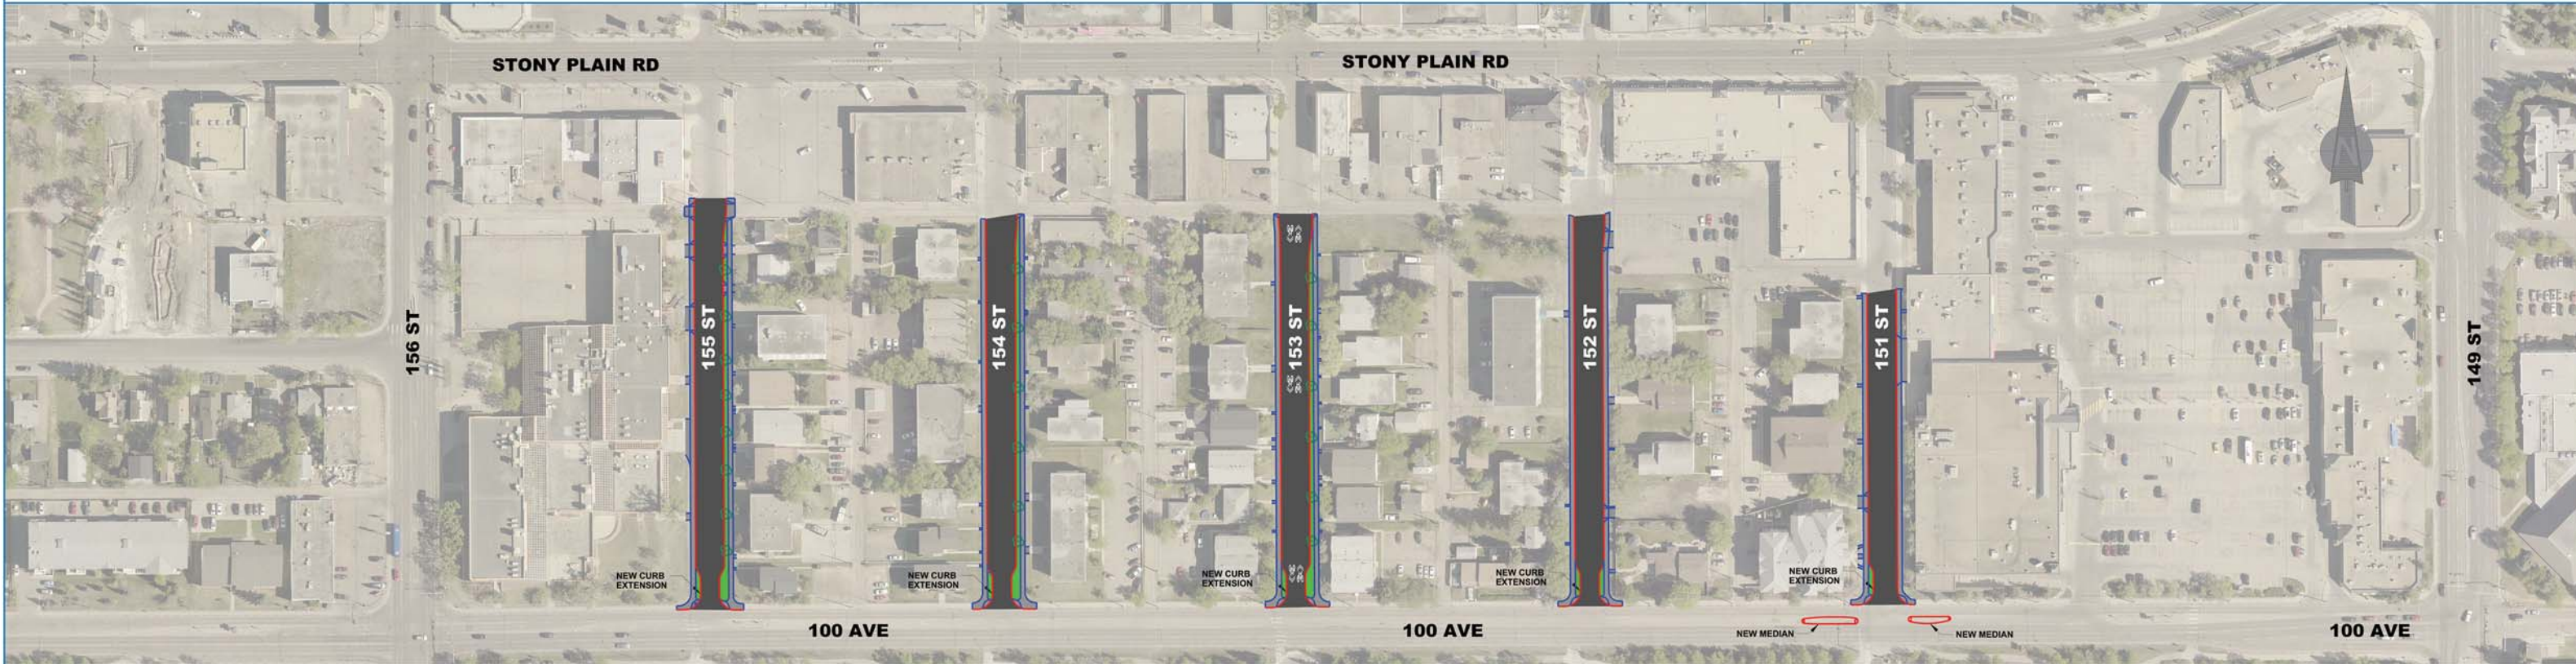 STONY PLAIN RD
STONY PLAIN RD
N
156 ST
155 ST
154 ST
153 ST
152 ST
151 ST
149 ST
NEW CURB
EXTENSION
NEW CURB
EXTENSION
NEW CURB
EXTENSION
NEW CURB
EXTENSION
NEW CURB
EXTENSION
100 AVE
100 AVE
NEW MEDIAN
NEW MEDIAN
100 AVE